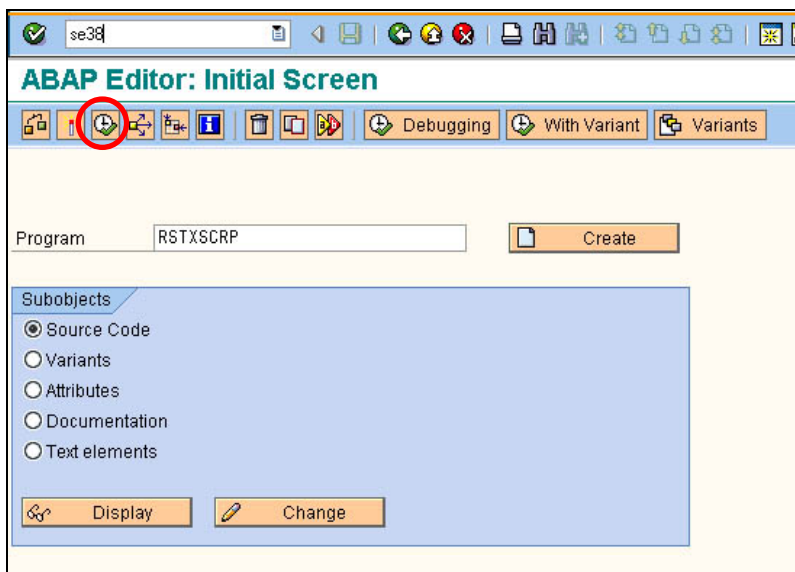 se38
ABAP Editor: Initial Screen
Debugging With Variant Variants
Program RSTXSCRP Create
Subobjects
Source Code
Variants
Attributes
Documentation
Text elements
Display Change